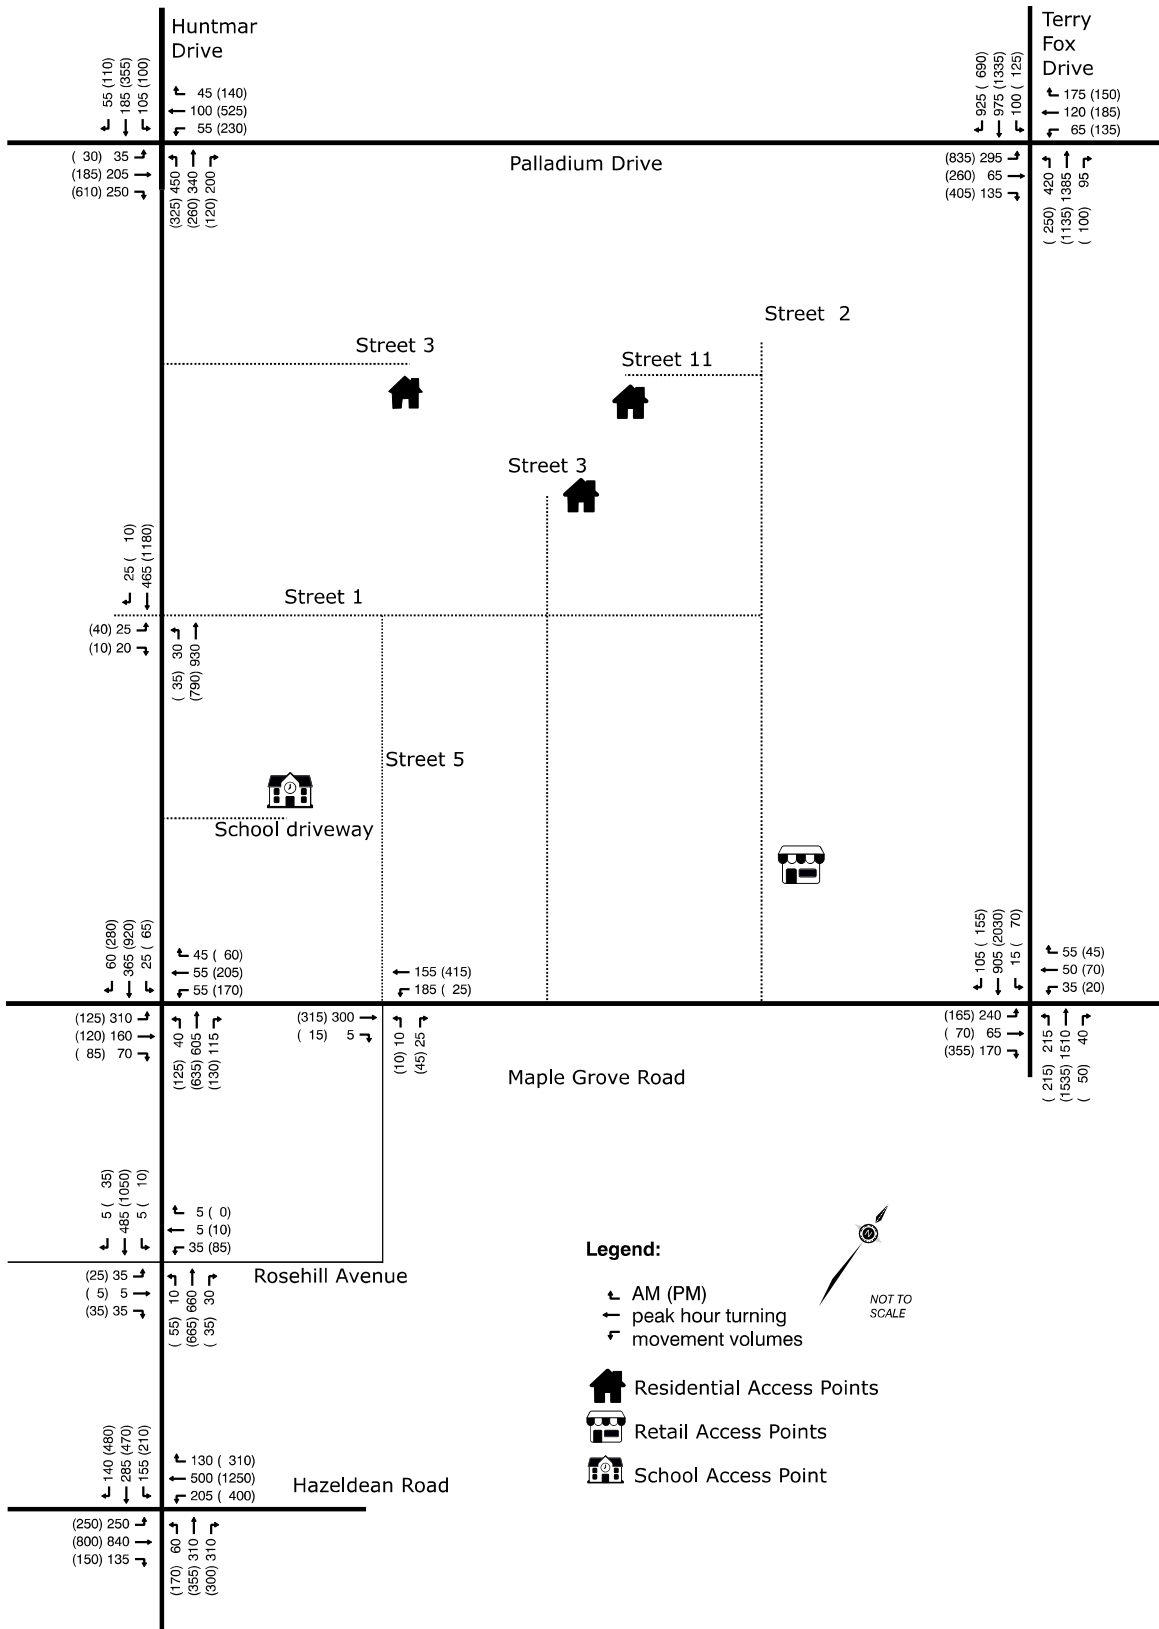 Huntmar
Drive
Terry
Fox
Drive
55 (110)
185 (355)
105 (100)
45 (140)
100 (525)
55 (230)
925 ( 690)
975 (1335)
100 ( 125)
175 (150)
120 (185)
65 (135)
( 30) 35
(185) 205
(610) 250
(325) 450
(260) 340
(120) 200
Palladium Drive
(835) 295
(260) 65
(405) 135
( 250) 420
(1135) 1385
( 100) 95
Street 2
Street 3
Street 11
Street 3
25 ( 10)
465 (1180)
Street 1
(40) 25
(10) 20
( 35) 30
(790) 930
Street 5
School driveway
60 (280)
365 (920)
25 ( 65)
45 ( 60)
55 (205)
55 (170)
155 (415)
185 ( 25)
105 ( 155)
905 (2030)
15 ( 70)
55 (45)
50 (70)
35 (20)
(125) 310
(120) 160
( 85) 70
(125) 40
(635) 605
(130) 115
(315) 300
( 15) 5
(10) 10
(45) 25
(165) 240
( 70) 65
(355) 170
( 215) 215
(1535) 1510
( 50) 40
Maple Grove Road
5 ( 35)
485 (1050)
5 ( 10)
5 ( 0)
5 (10)
35 (85)
(25) 35
( 5) 5
(35) 35
( 55) 10
(665) 660
( 35) 30
Rosehill Avenue
Legend:
AM (PM)
peak hour turning
movement volumes
NOT TO
SCALE
Residential Access Points
Retail Access Points
School Access Point
140 (480)
285 (470)
155 (210)
130 ( 310)
500 (1250)
205 ( 400)
Hazeldean Road
(250) 250
(800) 840
(150) 135
(170) 60
(355) 310
(300) 310